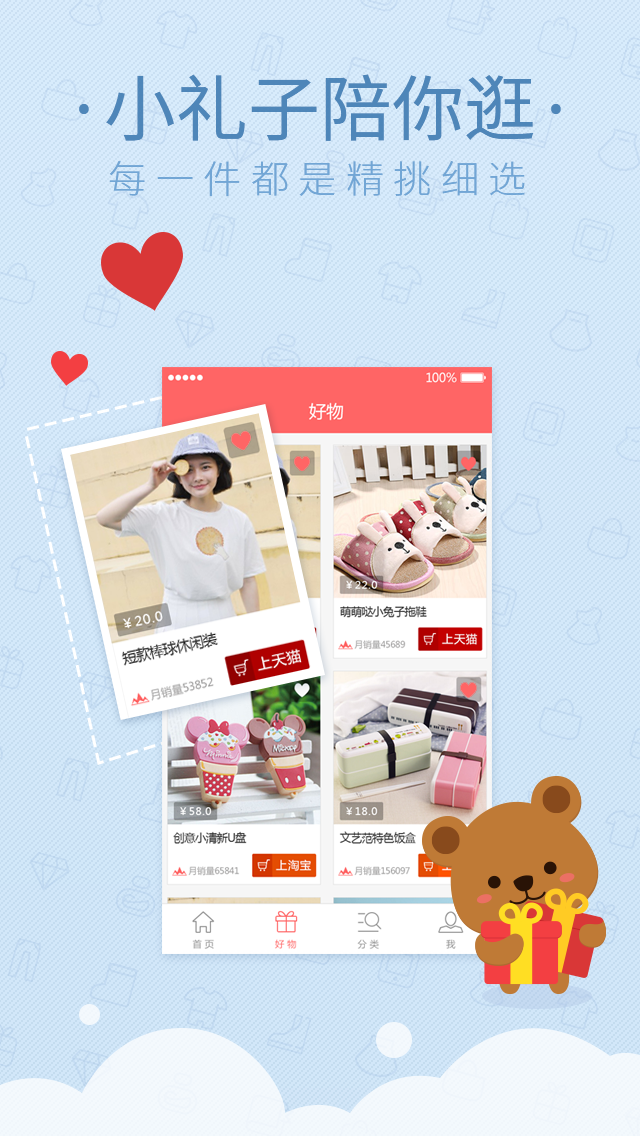 ·小礼子陪你逛·
每一件都是精挑细选
100%
好物
¥20.0
短款棒球休闲装
月销量53852
上天猫
¥22.0
萌萌哒小兔子拖鞋
月销量45689
上天猫
Minnie
Mickey
¥58.0
创意小清新U盘
月销量65841
上淘宝
¥18.0
文艺范特色饭盒
月销量156097
上
首页
好物
分类
我